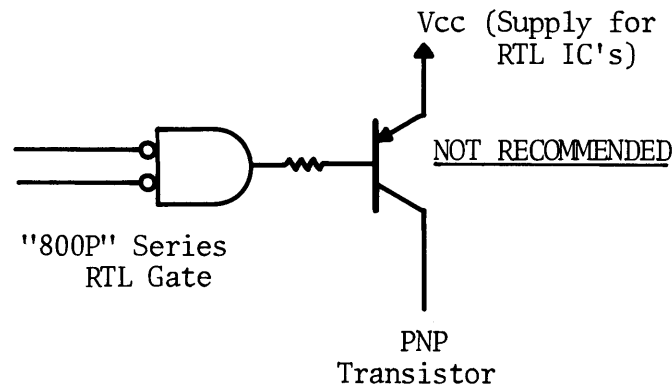 Vcc (Supply for
RTL IC's)
NOT RECOMMENDED
"800P" Series
RTL Gate
PNP
Transistor